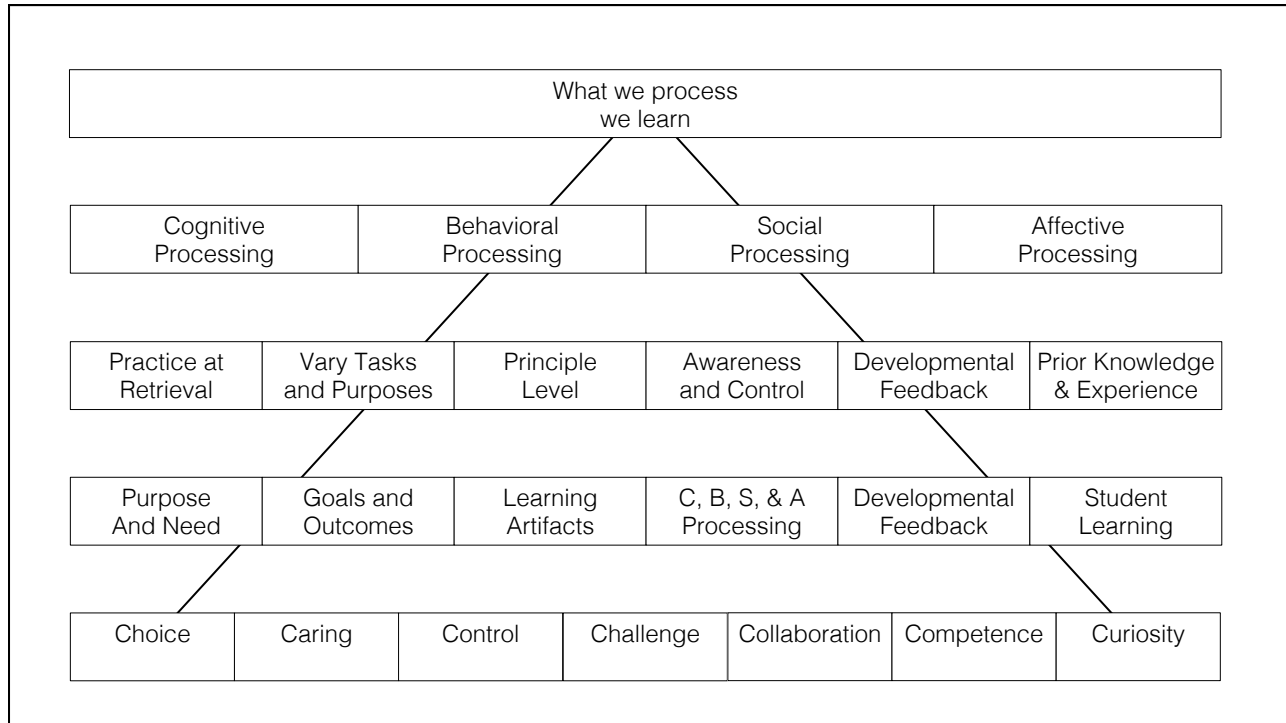 What we process
we learn
Cognitive
Processing
Behavioral
Processing
Social
Processing
Affective
Processing
Practice at
Retrieval
Vary Tasks
and Purposes
Principle
Level
Awareness
and Control
Developmental
Feedback
Prior Knowledge
& Experience
Purpose
And Need
Goals and
Outcomes
Learning
Artifacts
C, B, S, & A
Processing
Developmental
Feedback
Student
Learning
Choice
Caring
Control
Challenge
Collaboration
Competence
Curiosity